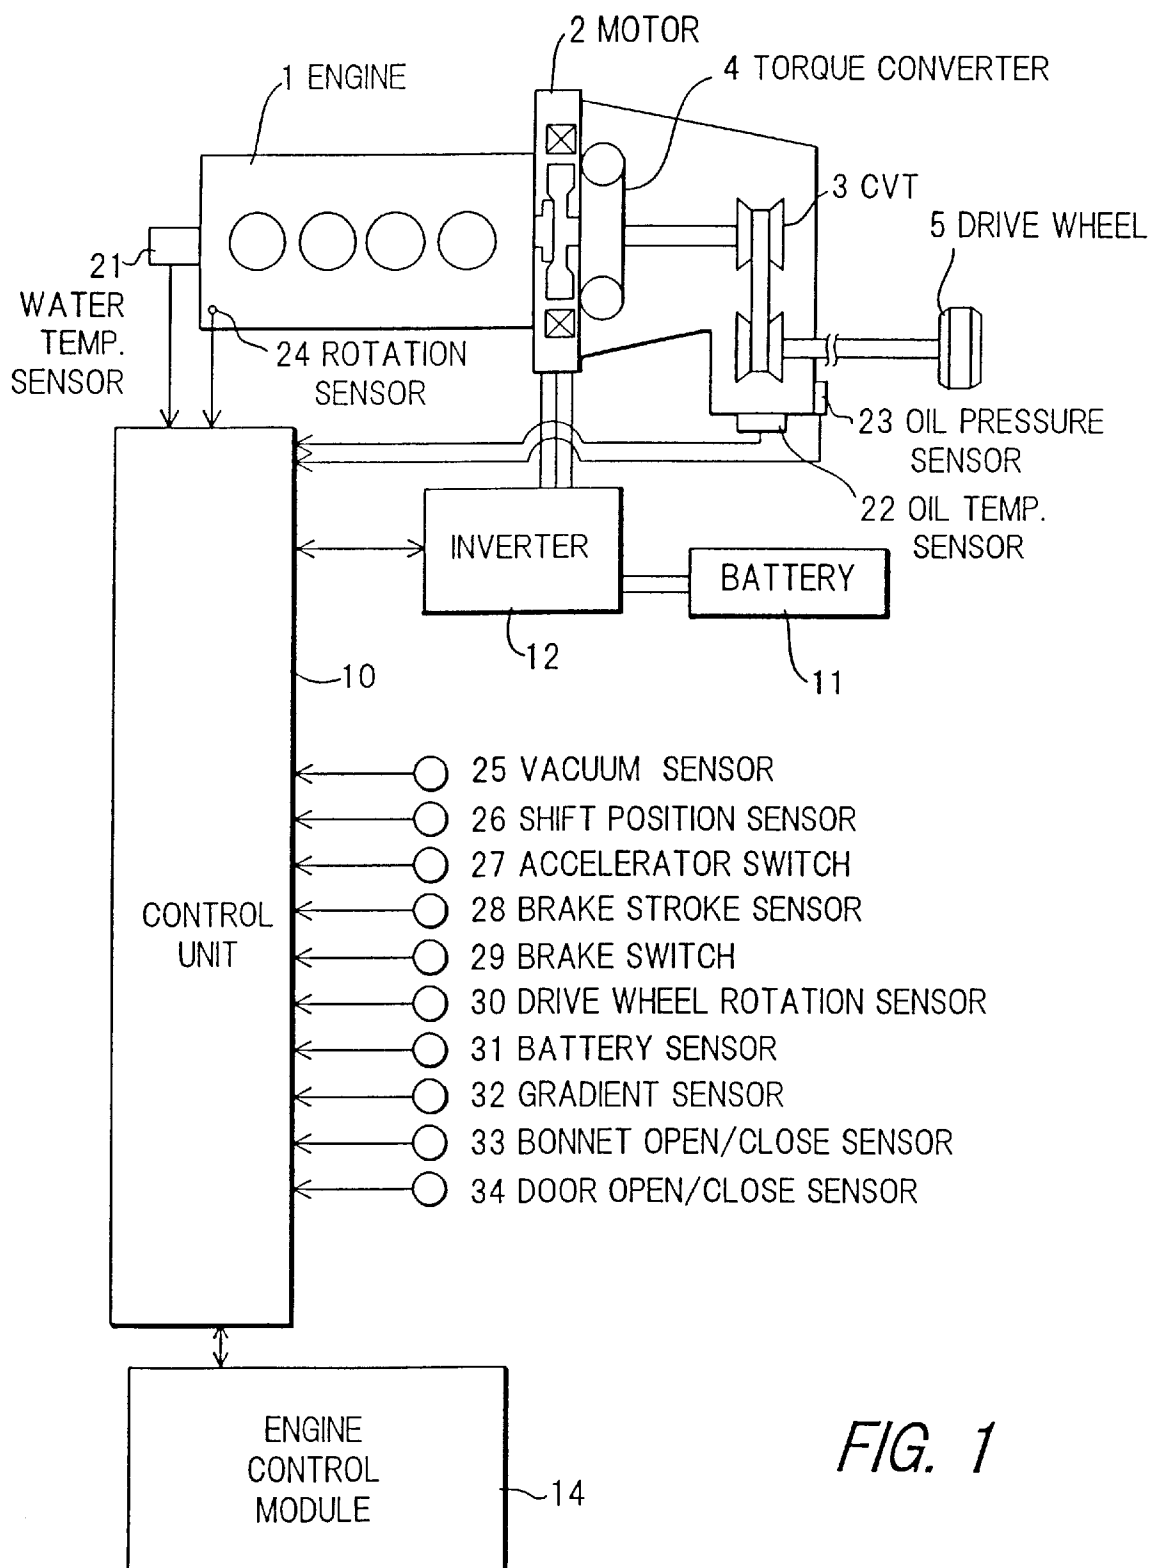 2 MOTOR
4 TORQUE CONVERTER
1 ENGINE
3 CVT
5 DRIVE WHEEL
21
WATER
TEMP.
SENSOR
24 ROTATION
SENSOR
23 OIL PRESSURE
SENSOR
22 OIL TEMP.
SENSOR
INVERTER
BATTERY
12
11
10
25 VACUUM SENSOR
26 SHIFT POSITION SENSOR
27 ACCELERATOR SWITCH
28 BRAKE STROKE SENSOR
29 BRAKE SWITCH
30 DRIVE WHEEL ROTATION SENSOR
31 BATTERY SENSOR
32 GRADIENT SENSOR
33 BONNET OPEN/CLOSE SENSOR
34 DOOR OPEN/CLOSE SENSOR
CONTROL
UNIT
ENGINE
CONTROL
MODULE
14
FIG. 1